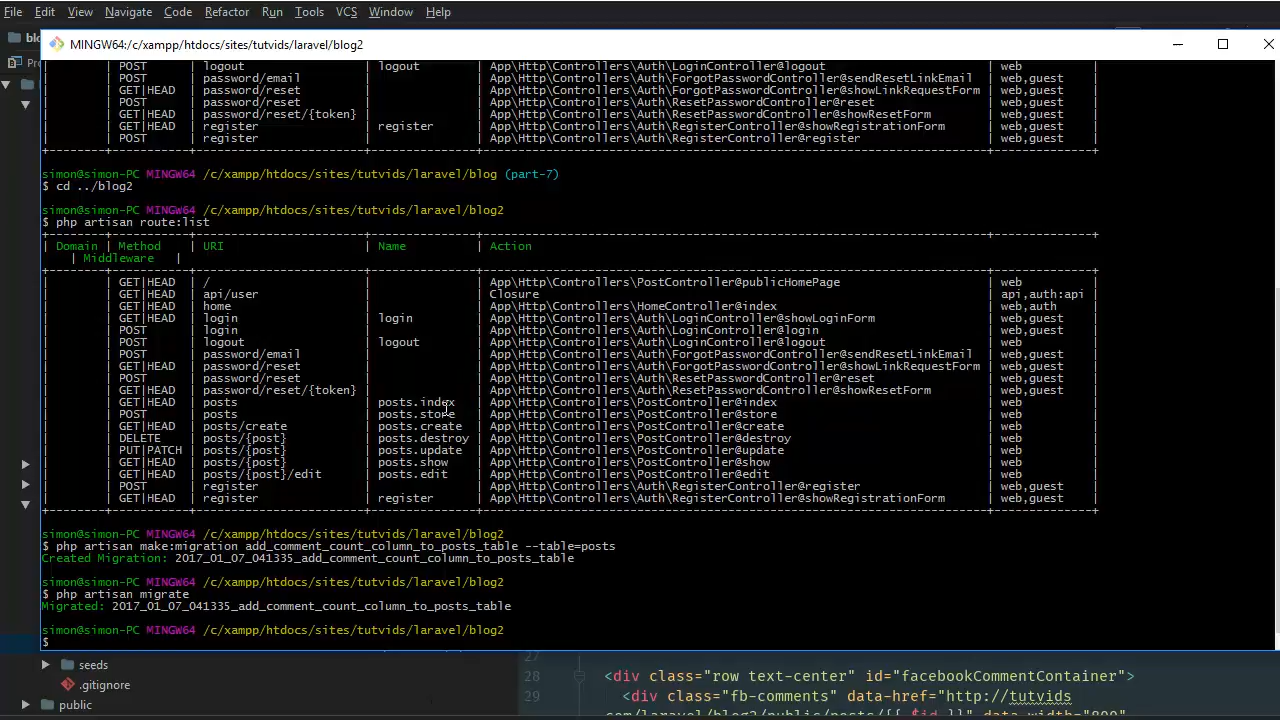 File Edit View Navigate Code Refactor Run Tools VCS Window Help
MINGW64:/c/xampp/htdocs/sites/tutvids/laravel/blog2
| | POST | logout | logout | App\Http\Controllers\Auth\LoginController@logout | web |
| | POST | password/email | | App\Http\Controllers\Auth\ForgotPasswordController@sendResetLinkEmail | web,guest |
| | GET|HEAD | password/reset | | App\Http\Controllers\Auth\ForgotPasswordController@showLinkRequestForm | web,guest |
| | POST | password/reset | | App\Http\Controllers\Auth\ResetPasswordController@reset | web,guest |
| | GET|HEAD | password/reset/{token} | | App\Http\Controllers\Auth\ResetPasswordController@showResetForm | web,guest |
| | GET|HEAD | register | register | App\Http\Controllers\Auth\RegisterController@showRegistrationForm | web,guest |
| | POST | register | | App\Http\Controllers\Auth\RegisterController@register | web,guest |
simon@simon-PC MINGW64 /c/xampp/htdocs/sites/tutvids/laravel/blog (part-7)
$ cd ../blog2
simon@simon-PC MINGW64 /c/xampp/htdocs/sites/tutvids/laravel/blog2
$ php artisan route:list
| Domain | Method | URI | Name | Action
| Middleware |
| | GET|HEAD | / | | App\Http\Controllers\PostController@publicHomePage | web |
| | GET|HEAD | api/user | | Closure | api,auth:api |
| | GET|HEAD | home | | App\Http\Controllers\HomeController@index | web,auth |
| | GET|HEAD | login | login | App\Http\Controllers\Auth\LoginController@showLoginForm | web,guest |
| | POST | login | | App\Http\Controllers\Auth\LoginController@login | web,guest |
| | POST | logout | logout | App\Http\Controllers\Auth\LoginController@logout | web |
| | POST | password/email | | App\Http\Controllers\Auth\ForgotPasswordController@sendResetLinkEmail | web,guest |
| | GET|HEAD | password/reset | | App\Http\Controllers\Auth\ForgotPasswordController@showLinkRequestForm | web,guest |
| | POST | password/reset | | App\Http\Controllers\Auth\ResetPasswordController@reset | web,guest |
| | GET|HEAD | password/reset/{token} | | App\Http\Controllers\Auth\ResetPasswordController@showResetForm | web,guest |
| | GET|HEAD | posts | posts.index | App\Http\Controllers\PostController@index | web |
| | POST | posts | posts.store | App\Http\Controllers\PostController@store | web |
| | GET|HEAD | posts/create | posts.create | App\Http\Controllers\PostController@create | web |
| | DELETE | posts/{post} | posts.destroy | App\Http\Controllers\PostController@destroy | web |
| | PUT|PATCH | posts/{post} | posts.update | App\Http\Controllers\PostController@update | web |
| | GET|HEAD | posts/{post} | posts.show | App\Http\Controllers\PostController@show | web |
| | GET|HEAD | posts/{post}/edit | posts.edit | App\Http\Controllers\PostController@edit | web |
| | POST | register | | App\Http\Controllers\Auth\RegisterController@register | web,guest |
| | GET|HEAD | register | register | App\Http\Controllers\Auth\RegisterController@showRegistrationForm | web,guest |
simon@simon-PC MINGW64 /c/xampp/htdocs/sites/tutvids/laravel/blog2
$ php artisan make:migration add_comment_count_column_to_posts_table --table=posts
Created Migration: 2017_01_07_041335_add_comment_count_column_to_posts_table
simon@simon-PC MINGW64 /c/xampp/htdocs/sites/tutvids/laravel/blog2
$ php artisan migrate
Migrated: 2017_01_07_041335_add_comment_count_column_to_posts_table
simon@simon-PC MINGW64 /c/xampp/htdocs/sites/tutvids/laravel/blog2
$
seeds
.gitignore
public
27
28 <div class="row text-center" id="facebookCommentContainer">
29 <div class="fb-comments" data-href="http://tutvids
com/laravel/blog2/public/posts/{{ $id }}" data-width="800"